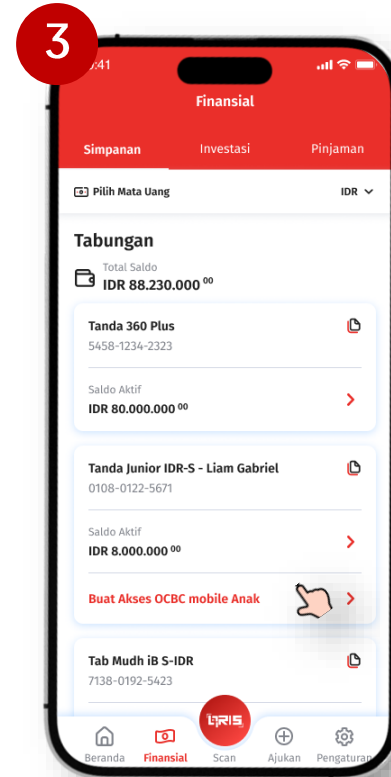 3
:41
Finansial
Simpanan Investasi Pinjaman
Pilih Mata Uang IDR
Tabungan
Total Saldo
IDR 88.230.000 00
Tanda 360 Plus
5458-1234-2323
Saldo Aktif
IDR 80.000.000 00
Tanda Junior IDR-S - Liam Gabriel
0108-0122-5671
Saldo Aktif
IDR 8.000.000 00
Buat Akses OCBC mobile Anak
Tab Mudh iB S-IDR
7138-0192-5423
QRIS
Beranda Finansial Scan Ajukan Pengaturan